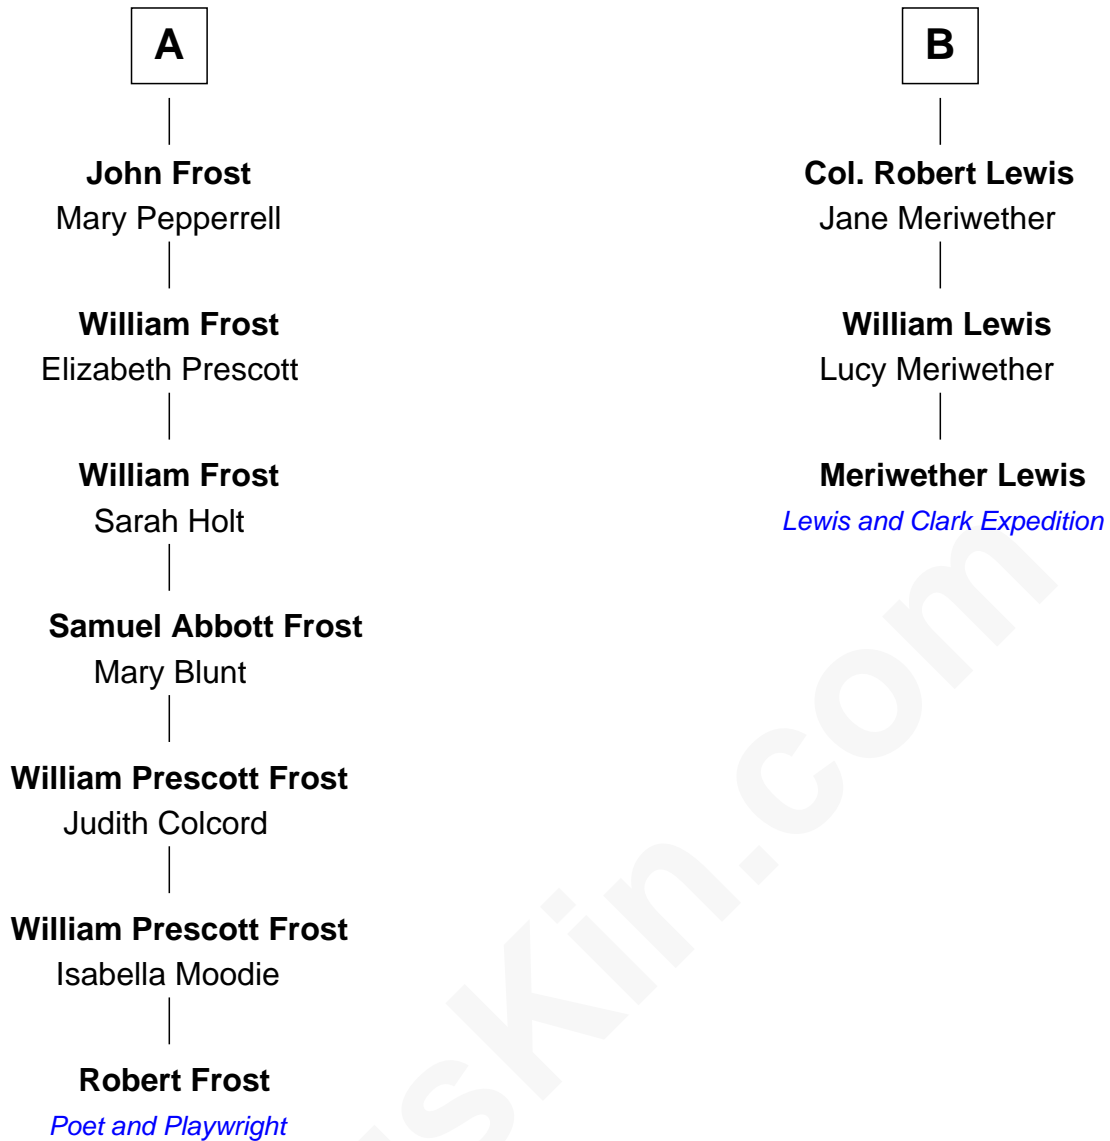 A
John Frost
Mary Pepperrell
William Frost
Elizabeth Prescott
William Frost
Sarah Holt
Samuel Abbott Frost
Mary Blunt
William Prescott Frost
Judith Colcord
William Prescott Frost
Isabella Moodie
Robert Frost
Poet and Playwright
B
Col. Robert Lewis
Jane Meriwether
William Lewis
Lucy Meriwether
Meriwether Lewis
Lewis and Clark Expedition